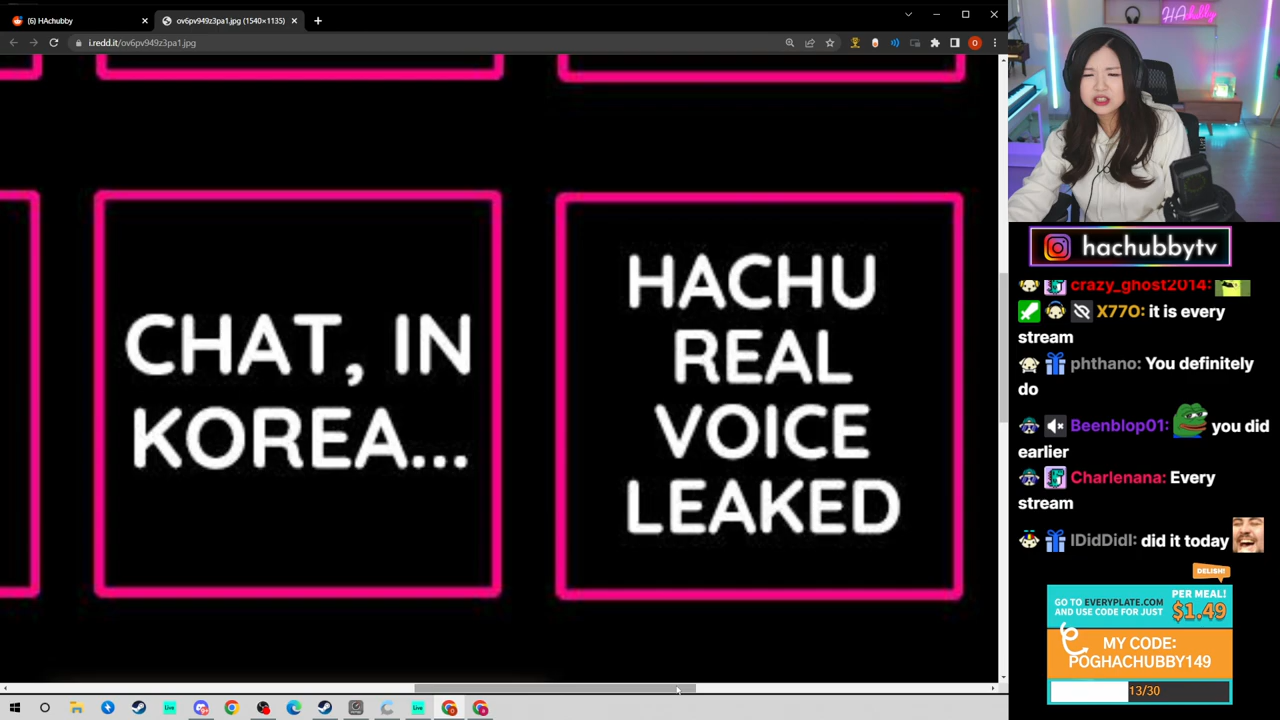 (6) HAchubby
ov6pv949z3pa1.jpg (1540×1135)
i.redd.it/ov6pv949z3pa1.jpg
CHAT, IN
KOREA...
HACHU
REAL
VOICE
LEAKED
hachubbytv
crazy_ghost2014:
X77O: it is every
stream
phthano: You definitely
do
Beenblop01: you did
earlier
Charlenana: Every
stream
IDidDidI: did it today
DELISH!
GO TO EVERYPLATE.COM
AND USE CODE FOR JUST
PER MEAL!
$1.49
MY CODE:
POGHACHUBBY149
13/30